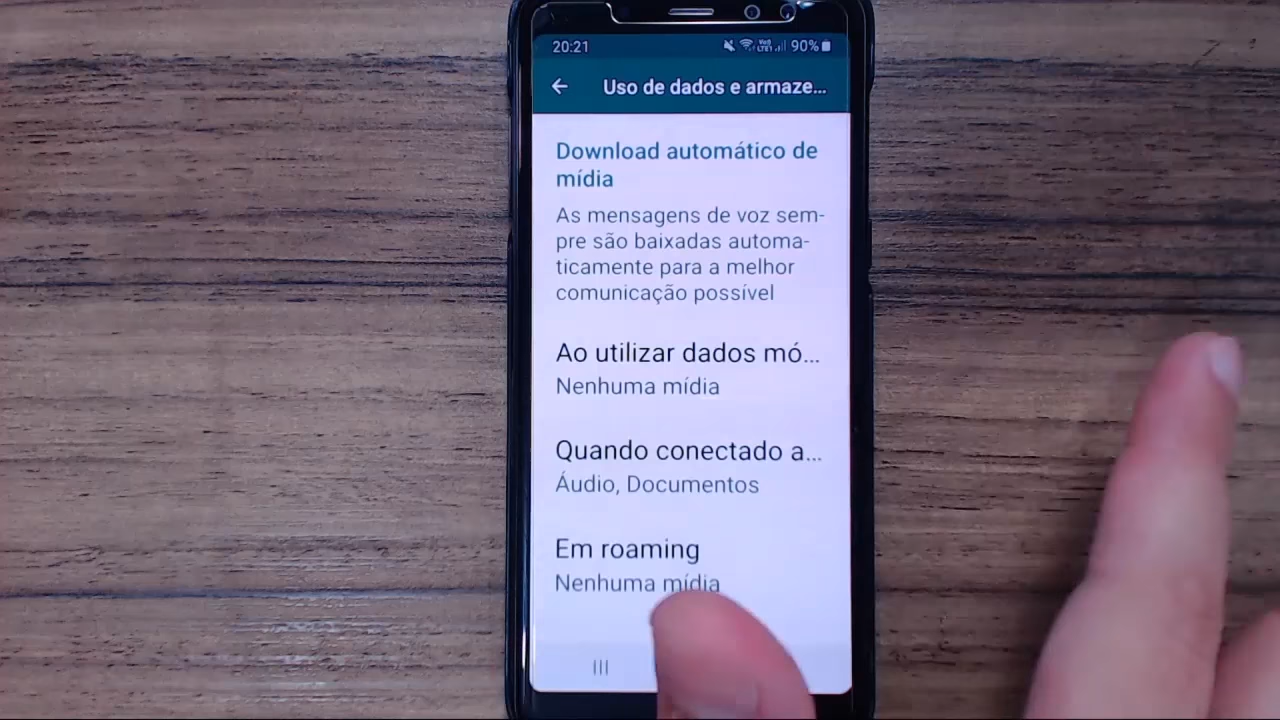 20:21
VoB
LTE1
90%
Uso de dados e armaze...
Download automático de
mídia
As mensagens de voz sem-
pre são baixadas automa-
ticamente para a melhor
comunicação possível
Ao utilizar dados mó...
Nenhuma mídia
Quando conectado a...
Áudio, Documentos
Em roaming
Nenhuma mídia